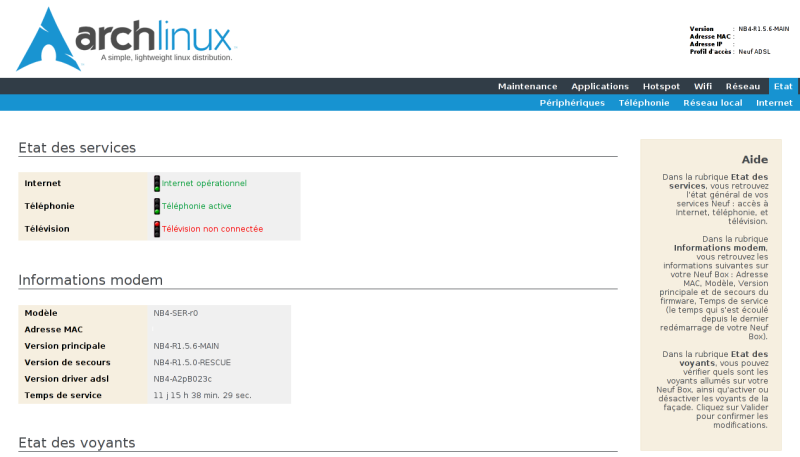 archlinux
A simple, lightweight linux distribution.
Version : NB4-R1.5.6-MAIN
Adresse MAC :
Adresse IP :
Profil d'accès : Neuf ADSL
Maintenance Applications Hotspot Wifi Réseau Etat
Périphériques Téléphonie Réseau local Internet
Etat des services
Internet Internet opérationnel
Téléphonie Téléphonie active
Télévision Télévision non connectée
Informations modem
Modèle NB4-SER-r0
Adresse MAC
Version principale NB4-R1.5.6-MAIN
Version de secours NB4-R1.5.0-RESCUE
Version driver adsl NB4-A2pB023c
Temps de service 11 j 15 h 38 min. 29 sec.
Etat des voyants
Aide
Dans la rubrique Etat des
services, vous retrouvez
l'état général de vos
services Neuf : accès à
Internet, téléphonie, et
télévision.
Dans la rubrique
Informations modem,
vous retrouvez les
informations suivantes sur
votre Neuf Box : Adresse
MAC, Modèle, Version
principale et de secours du
firmware, Temps de service
(le temps qui s'est écoulé
depuis le dernier
redémarrage de votre Neuf
Box).
Dans la rubrique Etat des
voyants, vous pouvez
vérifier quels sont les
voyants allumés sur votre
Neuf Box, ainsi qu'activer ou
désactiver les voyants de la
façade. Cliquez sur Valider
pour confirmer les
modifications.